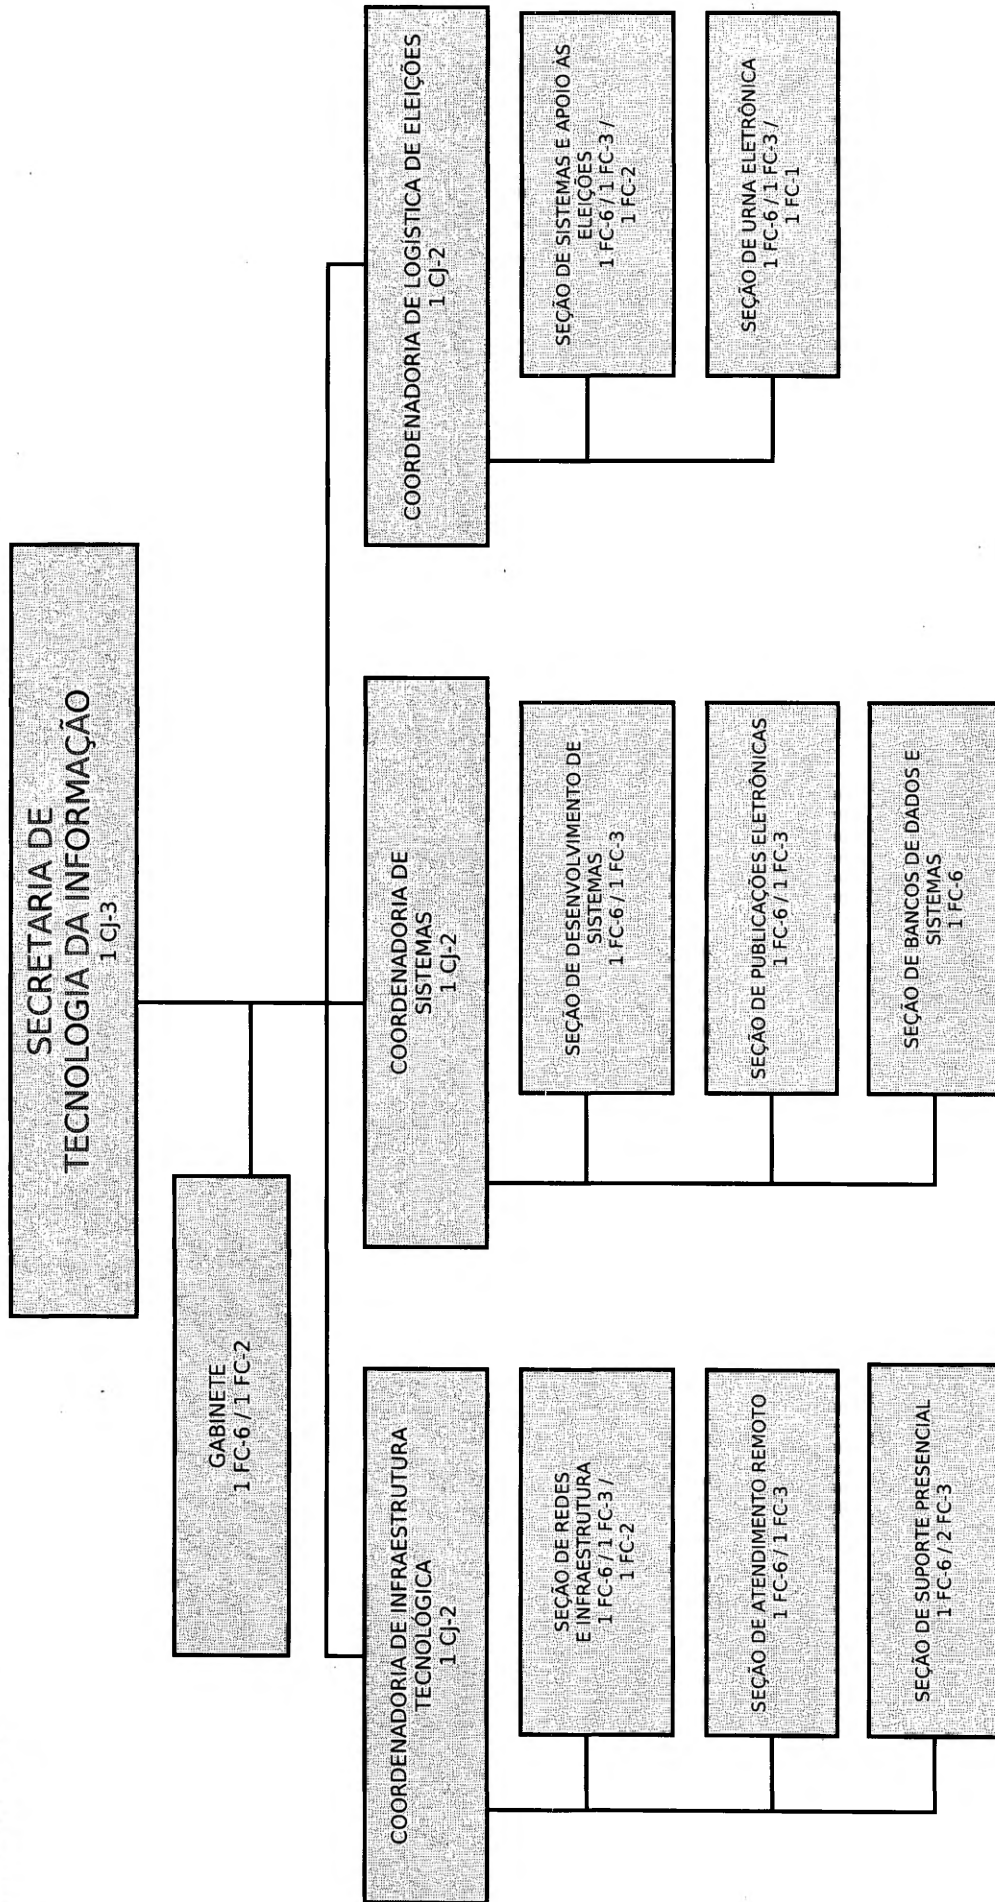 SECRETARIA DE
TECNOLOGIA DA INFORMAÇÃO
1 CJ-3
GABINETE
1 FC-6 / 1 FC-2
COORDENADORIA DE INFRAESTRUTURA
TECNOLÓGICA
1 CJ-2
SEÇÃO DE REDES
E INFRAESTRUTURA
1 FC-6 / 1 FC-3 /
1 FC-2
SEÇÃO DE ATENDIMENTO REMOTO
1 FC-6 / 1 FC-3
SEÇÃO DE SUPORTE PRESENCIAL
1 FC-6 / 2 FC-3
COORDENADORIA DE
SISTEMAS
1 CJ-2
SEÇÃO DE DESENVOLVIMENTO DE
SISTEMAS
1 FC-6 / 1 FC-3
SEÇÃO DE PUBLICAÇÕES ELETRÔNICAS
1 FC-6 / 1 FC-3
SEÇÃO DE BANCOS DE DADOS E
SISTEMAS
1 FC-6
COORDENADORIA DE LOGÍSTICA DE ELEIÇÕES
1 CJ-2
SEÇÃO DE SISTEMAS E APOIO ÀS
ELEIÇÕES
1 FC-6 / 1 FC-3 /
1 FC-2
SEÇÃO DE URNA ELETRÔNICA
1 FC-6 / 1 FC-3 /
1 FC-1